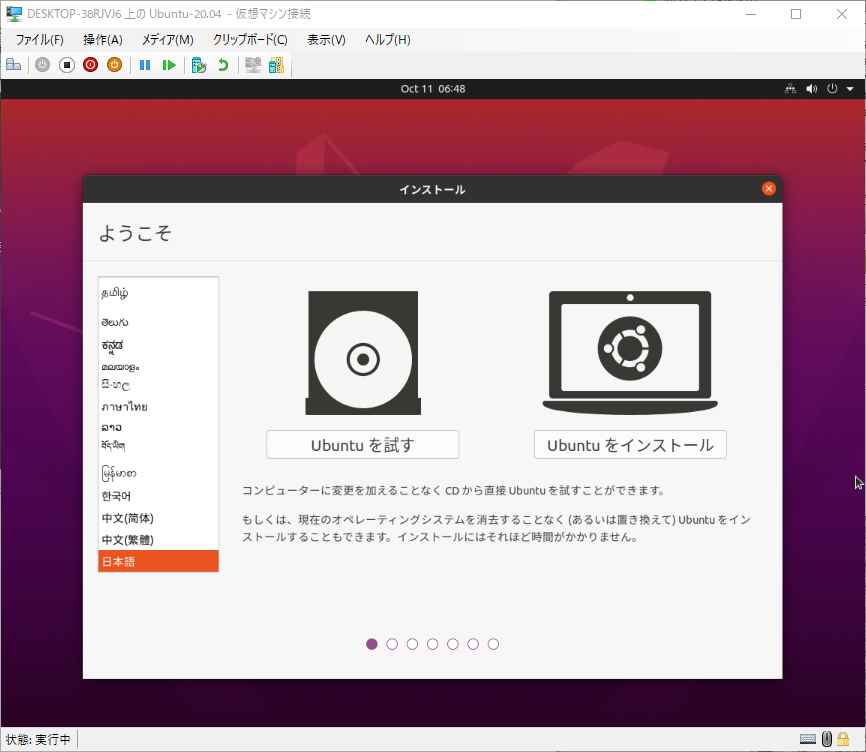 DESKTOP-38RJVJ6 上の Ubuntu-20.04 - 仮想マシン接続
ファイル(F) 操作(A) メディア(M) クリップボード(C) 表示(V) ヘルプ(H)
Oct 11 06:48
インストール
ようこそ
தமிழ்
తెలుగు
ಕನ್ನಡ
മലയാളം
සිංහල
ภาษาไทย
ລາວ
བོད་ཡིག
မြန်မာစာ
한국어
中文(简体)
中文(繁體)
日本語
Ubuntu を試す
Ubuntu をインストール
コンピューターに変更を加えることなく CD から直接 Ubuntu を試すことができます。
もしくは、現在のオペレーティングシステムを消去することなく (あるいは置き換えて) Ubuntu をイン
ストールすることもできます。インストールにはそれほど時間がかかりません。
状態: 実行中